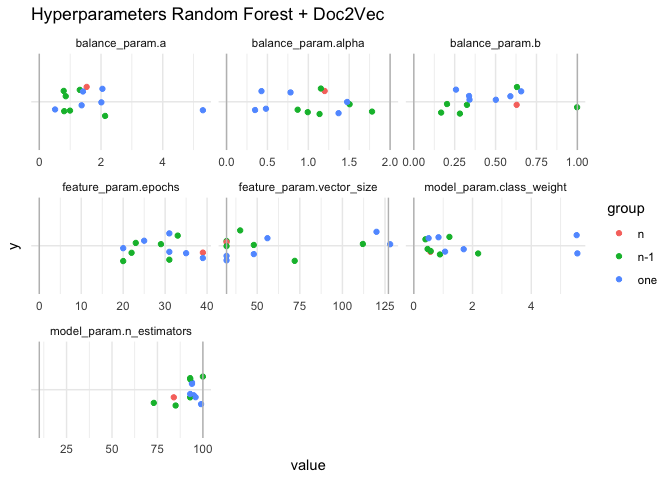 Hyperparameters Random Forest + Doc2Vec
balance_param.a balance_param.alpha balance_param.b
0 2 4 0.0 0.5 1.0 1.5 2.0 0.00 0.25 0.50 0.75 1.00
feature_param.epochs feature_param.vector_size model_param.class_weight
0 10 20 30 40 50 75 100 125 0 2 4
model_param.n_estimators
25 50 75 100
value
y
group
n
n-1
one